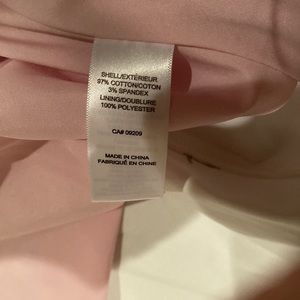 SHELL/EXTÉRIEUR
97% COTTON/COTON
3% SPANDEX
LINING/DOUBLURE
100% POLYESTER
CA# 09209
MADE IN CHINA
FABRIQUÉ EN CHINE